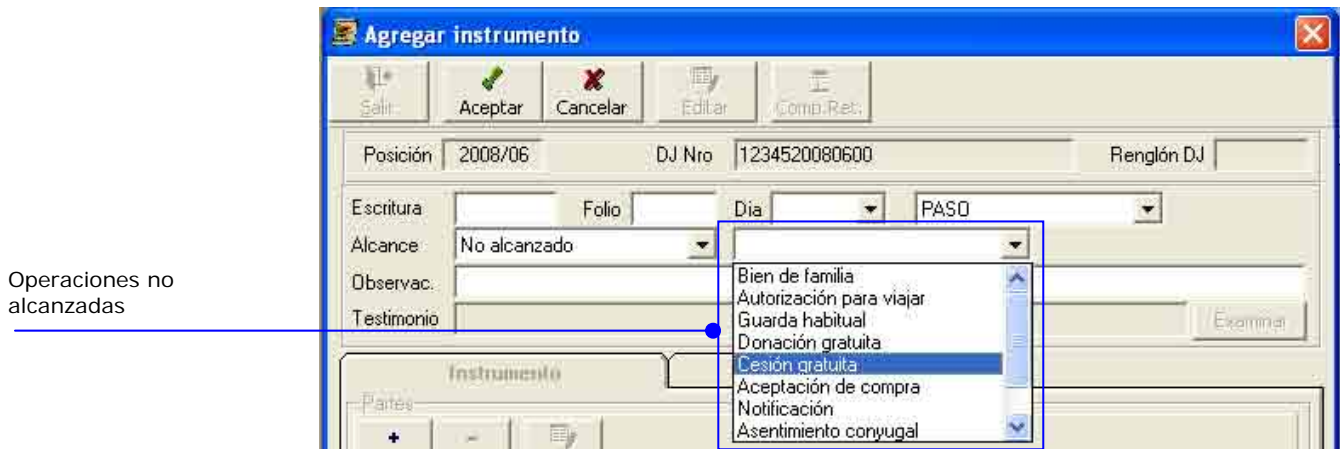 Agregar instrumento
Salir Aceptar Cancelar Editar Comp.Ret.
Posición 2008/06 DJ Nro 1234520080600 Renglón DJ
Escritura Folio Dia PASO
Alcance No alcanzado
Operaciones no
alcanzadas
Observac.
Testimonio Examinar
Bien de familia
Autorización para viajar
Guarda habitual
Donación gratuita
Cesión gratuita
Aceptación de compra
Notificación
Asentimiento conyugal
Instrumento
Partes
+ -